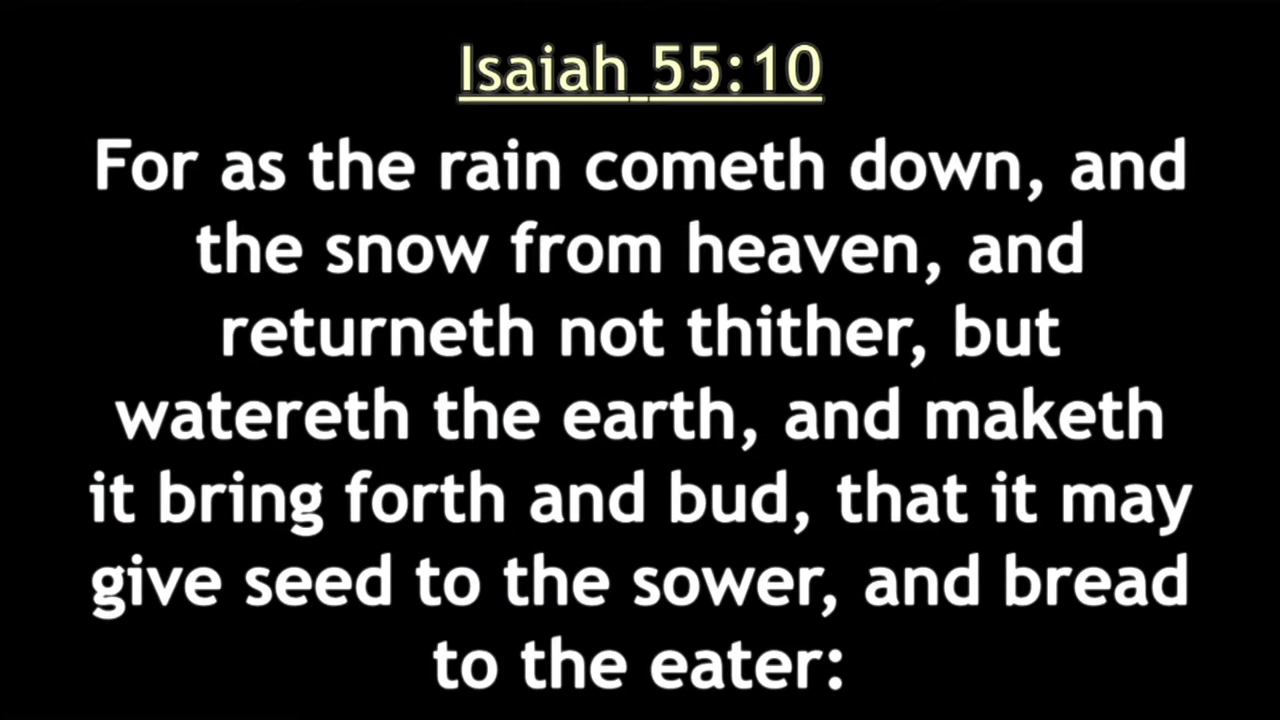 Isaiah 55:10
For as the rain cometh down, and
the snow from heaven, and
returneth not thither, but
watereth the earth, and maketh
it bring forth and bud, that it may
give seed to the sower, and bread
to the eater: